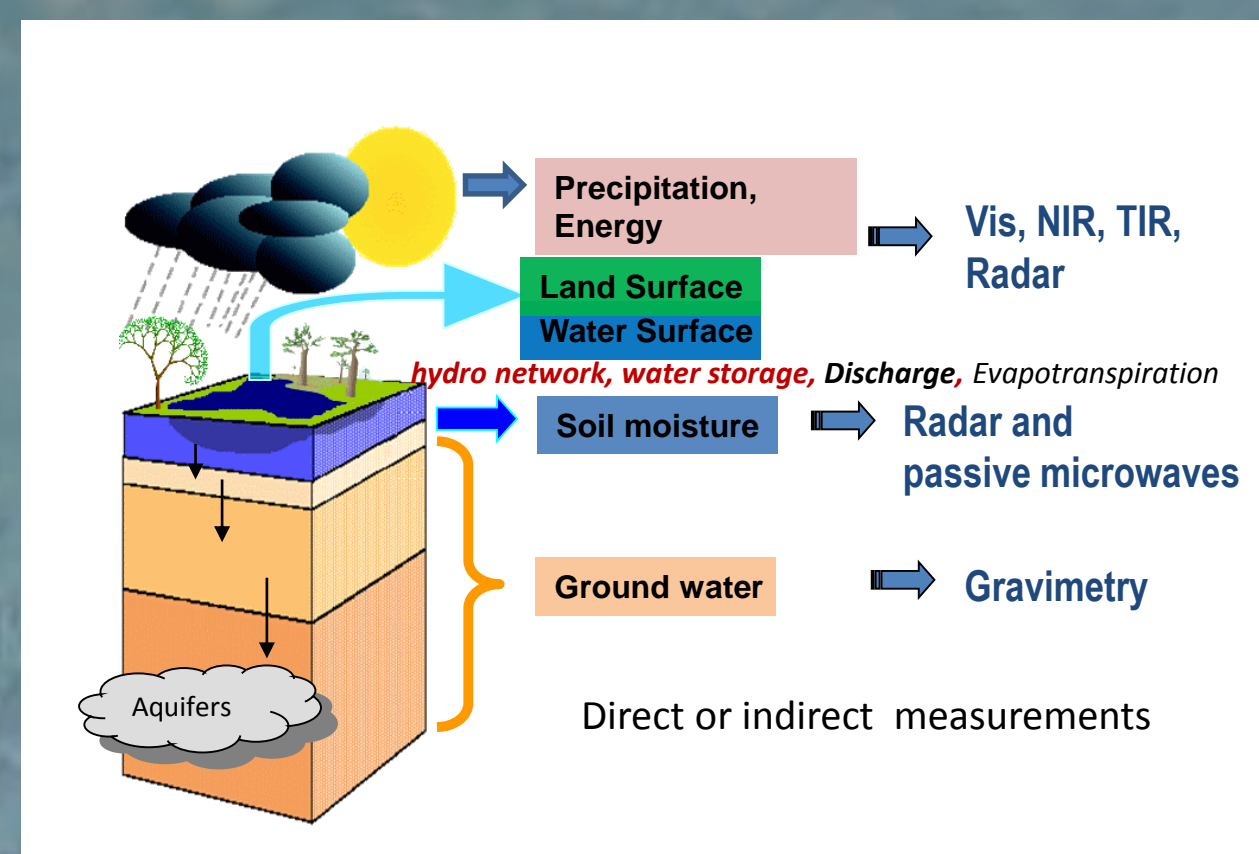 Precipitation,
Energy
Vis, NIR, TIR,
Radar
Land Surface
Water Surface
hydro network, water storage, Discharge, Evapotranspiration
Soil moisture
Radar and
passive microwaves
Ground water
Gravimetry
Aquifers
Direct or indirect measurements